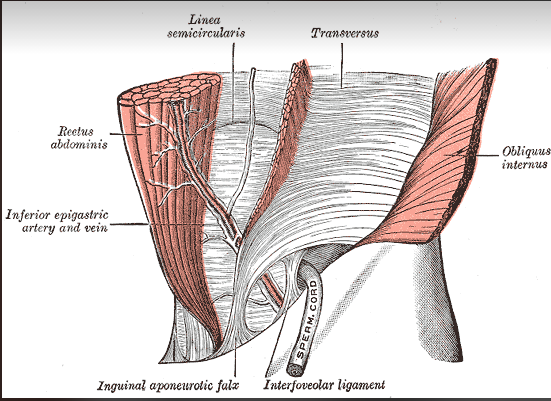 Linea
semicircularis
Transversus
Rectus
abdominis
Obliquus
internus
Inferior epigastric
artery and vein
SPERM. CORD
Inguinal aponeurotic falx
Interfoveolar ligament